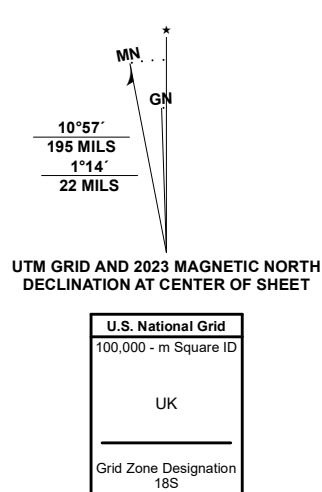 ★
MN
GN
10°57´
195 MILS
1°14´
22 MILS
UTM GRID AND 2023 MAGNETIC NORTH
DECLINATION AT CENTER OF SHEET
U.S. National Grid
100,000 - m Square ID
UK
Grid Zone Designation
18S